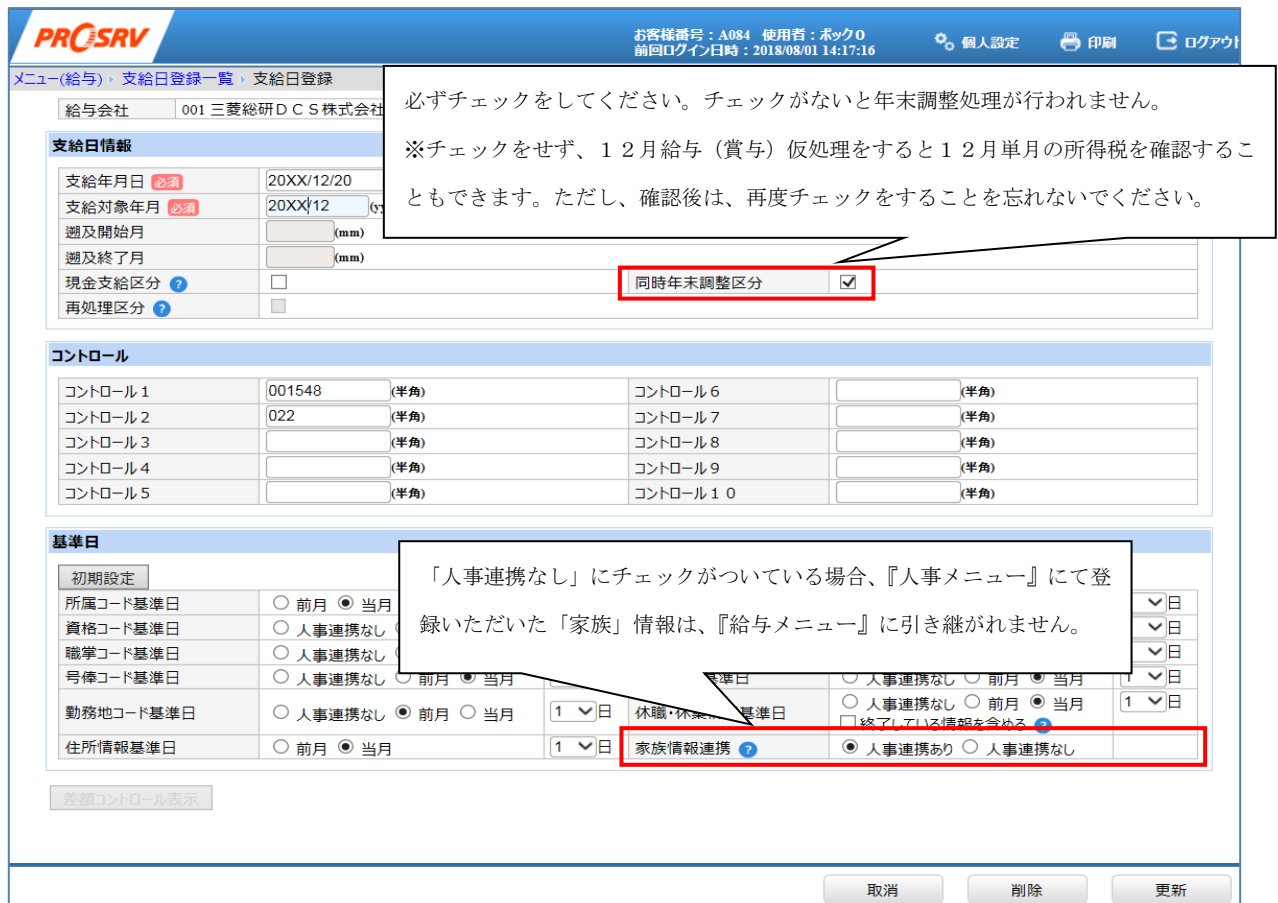 PROSRV
お客様番号：A084 使用者：ボック０
前回ログイン日時：2018/08/01 14:17:16
個人設定
印刷
ログアウト
メニュー(給与) › 支給日登録一覧 › 支給日登録
給与会社 001 三菱総研ＤＣＳ株式会社
必ずチェックをしてください。チェックがないと年末調整処理が行われません。
※チェックをせず、１２月給与（賞与）仮処理をすると１２月単月の所得税を確認するこ
ともできます。ただし、確認後は、再度チェックをすることを忘れないでください。
支給日情報
支給年月日 必須 20XX/12/20
支給対象年月 必須 20XX/12
遡及開始月 (mm)
遡及終了月 (mm)
現金支給区分 ? 同時年末調整区分
再処理区分 ?
コントロール
コントロール１ 001548 (半角) コントロール６ (半角)
コントロール２ 022 (半角) コントロール７ (半角)
コントロール３ (半角) コントロール８ (半角)
コントロール４ (半角) コントロール９ (半角)
コントロール５ (半角) コントロール１０ (半角)
基準日
「人事連携なし」にチェックがついている場合、『人事メニュー』にて登
録いただいた「家族」情報は、『給与メニュー』に引き継がれません。
初期設定
所属コード基準日 前月 当月 日
資格コード基準日 人事連携なし 日
職掌コード基準日 人事連携なし 日
号俸コード基準日 人事連携なし 前月 当月 基準日 人事連携なし 前月 当月 1 日
勤務地コード基準日 人事連携なし 前月 当月 1 日 休職・休業 基準日 人事連携なし 前月 当月 1 日
終了している情報を含める ?
住所情報基準日 前月 当月 1 日 家族情報連携 ? 人事連携あり 人事連携なし
差額コントロール表示
取消
削除
更新